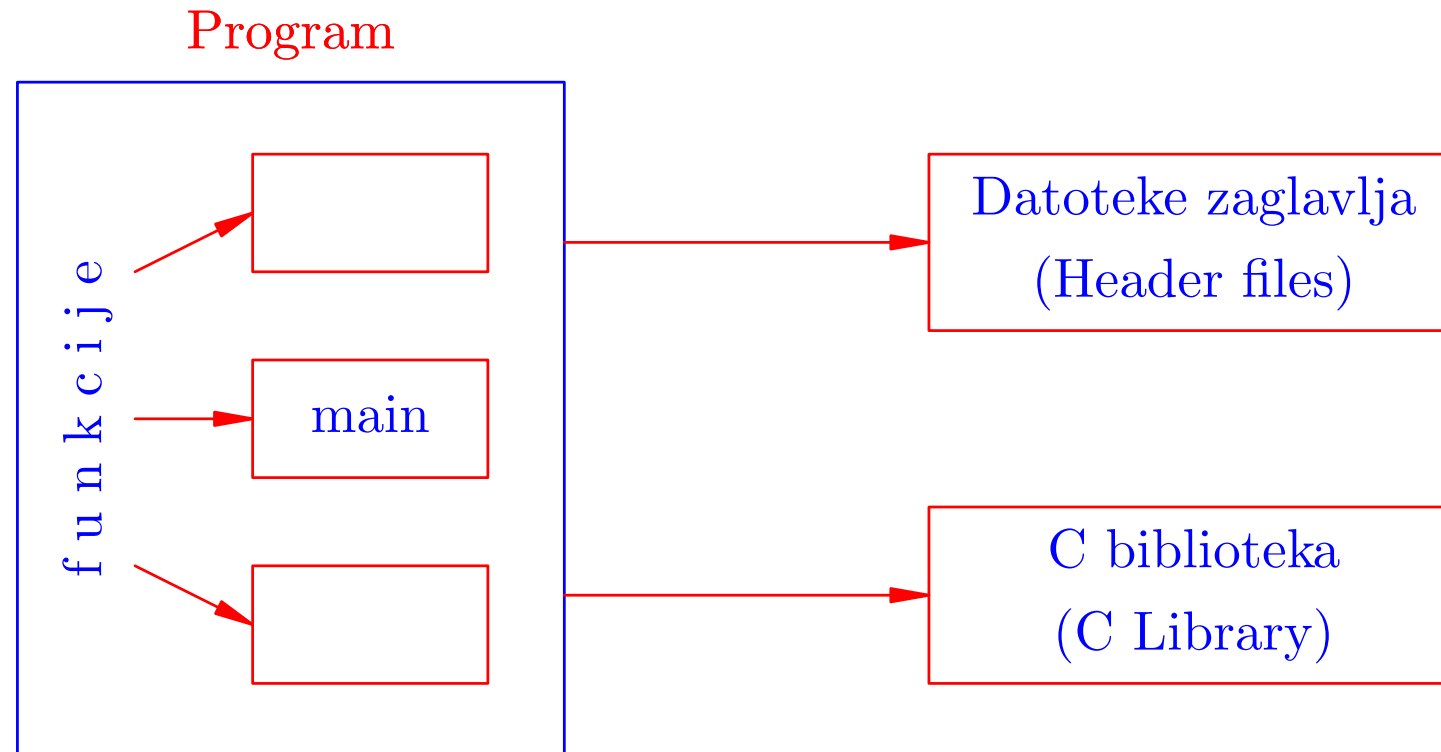 Program
f u n k c i j e
main
Datoteke zaglavlja
(Header files)
C biblioteka
(C Library)